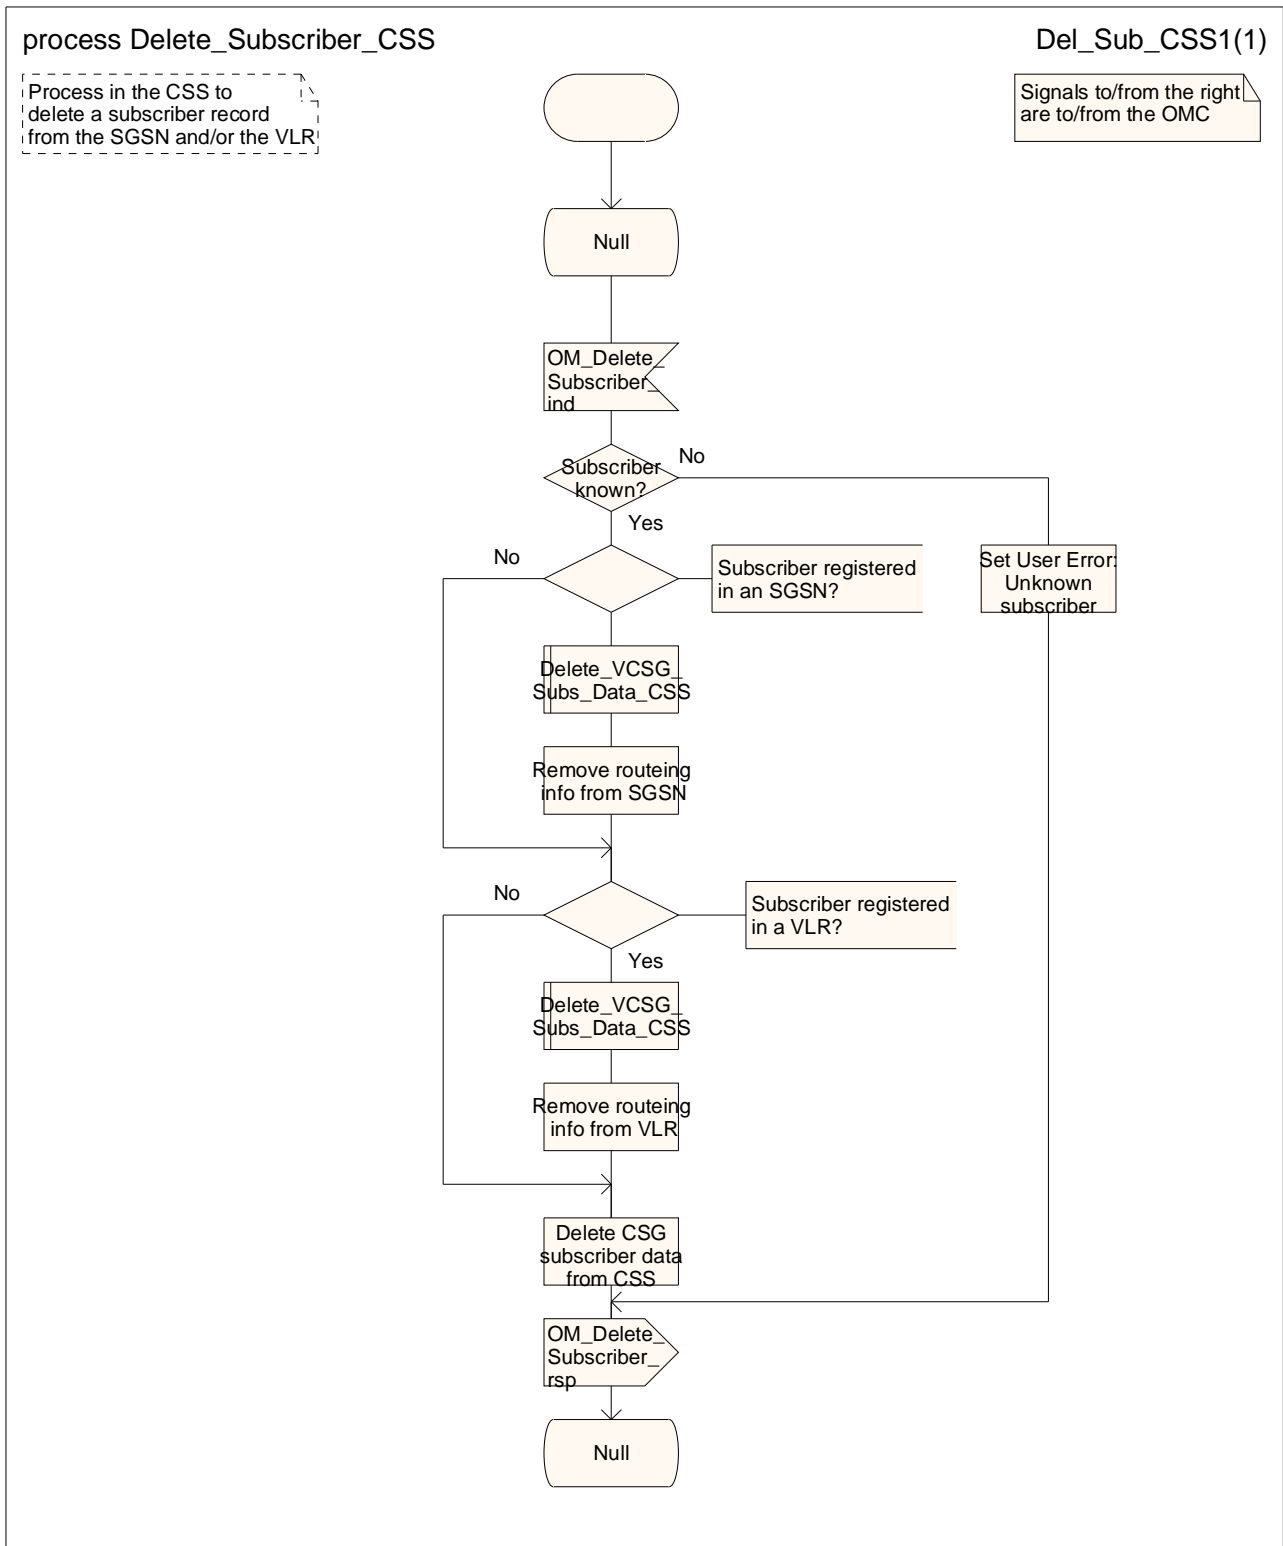 process Delete_Subscriber_CSS
Del_Sub_CSS1(1)
Process in the CSS to
delete a subscriber record
from the SGSN and/or the VLR
Signals to/from the right
are to/from the OMC
Null
OM_Delete_
Subscriber_
ind
Subscriber
known?
No
Yes
No
Subscriber registered
in an SGSN?
Set User Error:
Unknown
subscriber
Delete_VCSG_
Subs_Data_CSS
Remove routeing
info from SGSN
No
Subscriber registered
in a VLR?
Yes
Delete_VCSG_
Subs_Data_CSS
Remove routeing
info from VLR
Delete CSG
subscriber data
from CSS
OM_Delete_
Subscriber_
rsp
Null